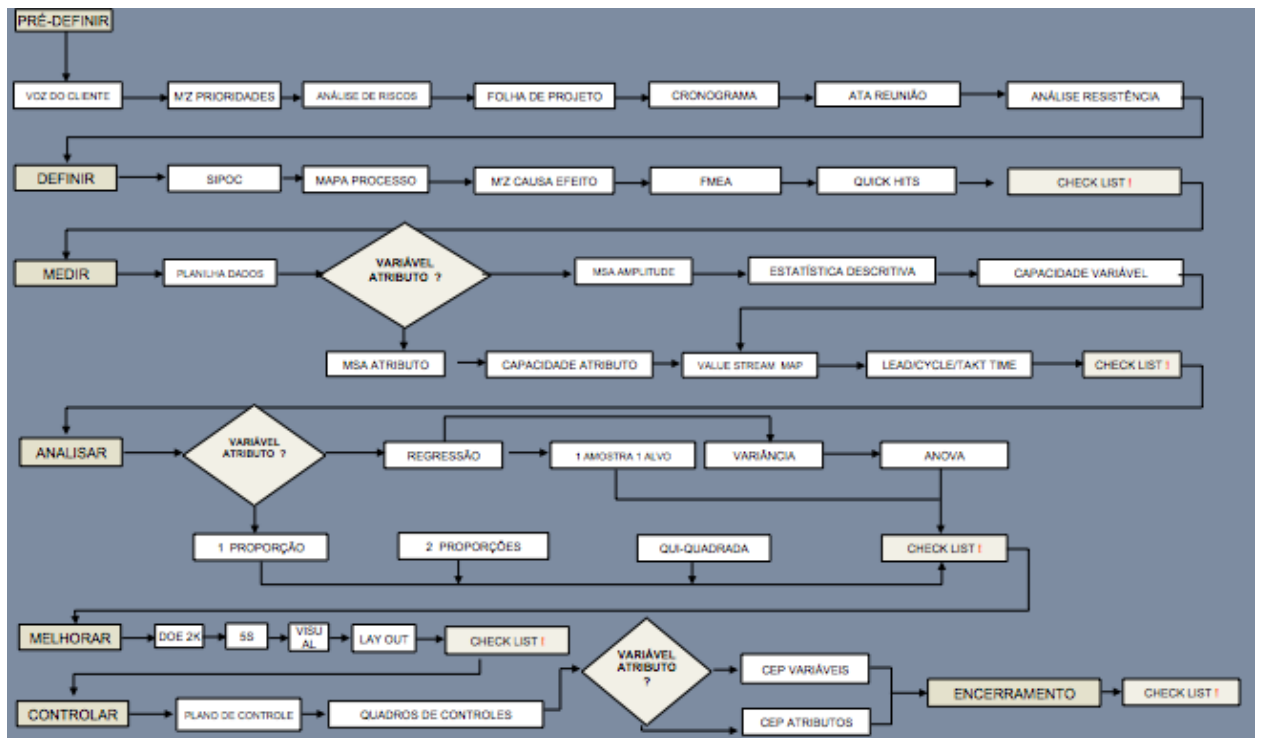 PRÉ-DEFINIR
VOZ DO CLIENTE
M'Z PRIORIDADES
ANÁLISE DE RISCOS
FOLHA DE PROJETO
CRONOGRAMA
ATA REUNIÃO
ANÁLISE RESISTÊNCIA
DEFINIR
SIPOC
MAPA PROCESSO
M'Z CAUSA EFEITO
FMEA
QUICK HITS
CHECK LIST !
MEDIR
PLANILHA DADOS
VARIÁVEL
ATRIBUTO ?
MSA AMPLITUDE
ESTATÍSTICA DESCRITIVA
CAPACIDADE VARIÁVEL
MSA ATRIBUTO
CAPACIDADE ATRIBUTO
VALUE STREAM MAP
LEAD/CYCLE/TAKT TIME
CHECK LIST !
ANALISAR
VARIÁVEL
ATRIBUTO ?
REGRESSÃO
1 AMOSTRA 1 ALVO
VARIÂNCIA
ANOVA
1 PROPORÇÃO
2 PROPORÇÕES
QUI-QUADRADA
CHECK LIST !
MELHORAR
DOE 2K
5S
VISU
AL
LAY OUT
CHECK LIST !
CONTROLAR
PLANO DE CONTROLE
QUADROS DE CONTROLES
VARIÁVEL
ATRIBUTO
?
CEP VARIÁVEIS
CEP ATRIBUTOS
ENCERRAMENTO
CHECK LIST !